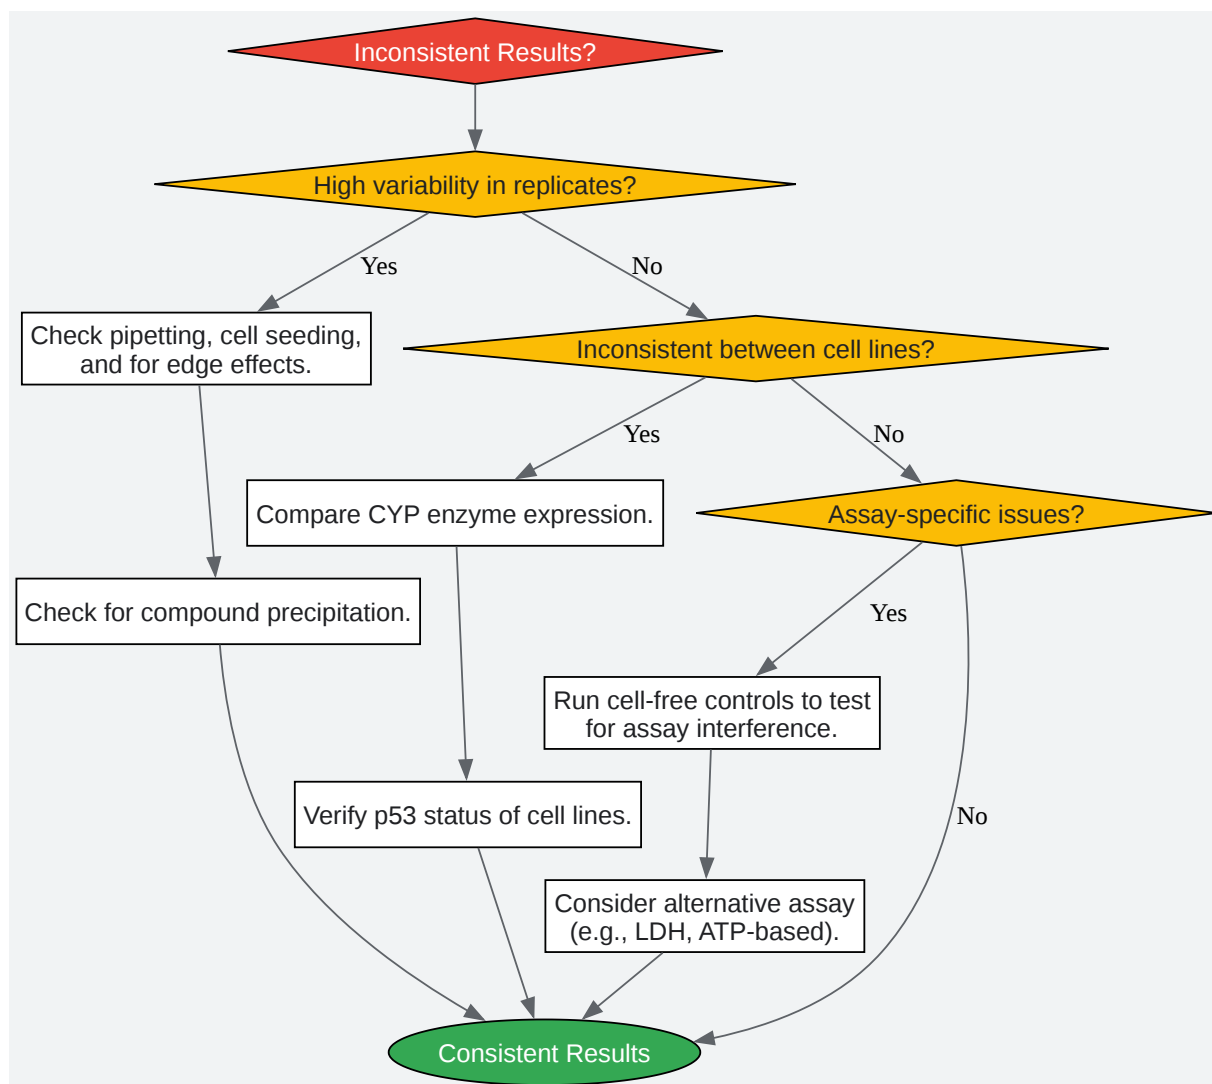 Inconsistent Results?
High variability in replicates?
Yes
No
Check pipetting, cell seeding,
and for edge effects.
Inconsistent between cell lines?
Yes
No
Compare CYP enzyme expression.
Assay-specific issues?
Check for compound precipitation.
Yes
Run cell-free controls to test
for assay interference.
Verify p53 status of cell lines.
No
Consider alternative assay
(e.g., LDH, ATP-based).
Consistent Results